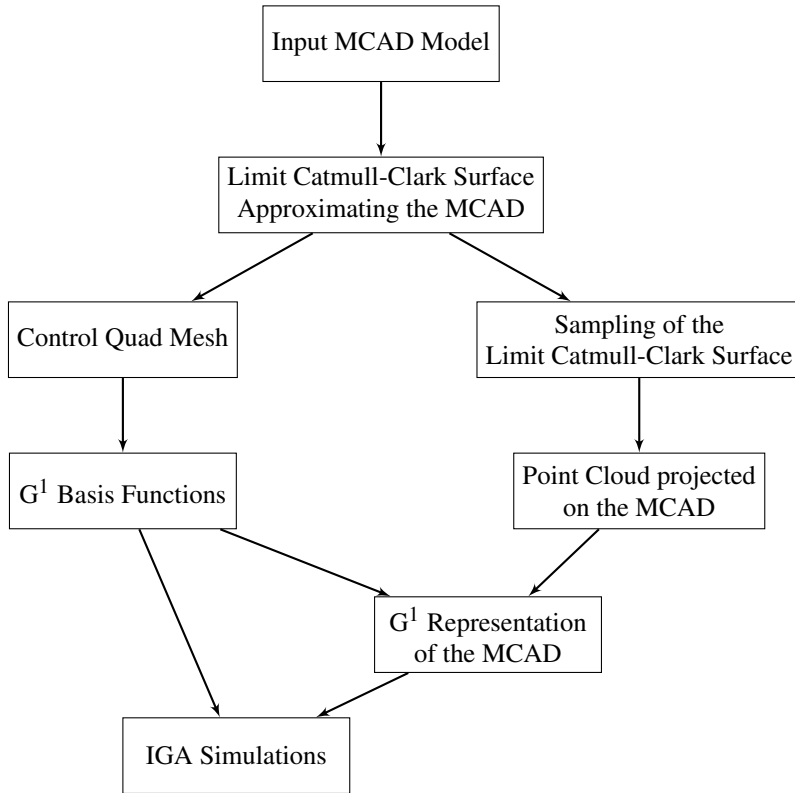 Input MCAD Model
Limit Catmull-Clark Surface
Approximating the MCAD
Control Quad Mesh
Sampling of the
Limit Catmull-Clark Surface
G¹ Basis Functions
Point Cloud projected
on the MCAD
G¹ Representation
of the MCAD
IGA Simulations